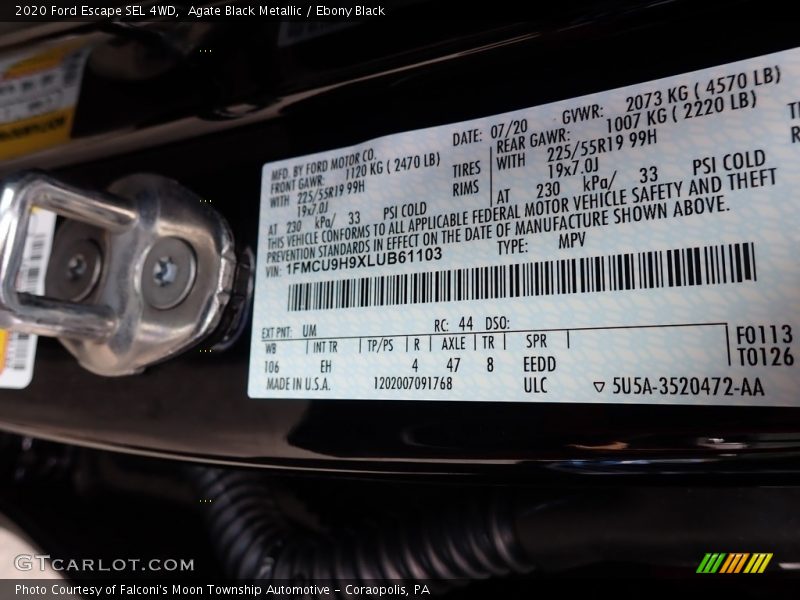 2020 Ford Escape SEL 4WD, Agate Black Metallic / Ebony Black
MFD. BY FORD MOTOR CO. DATE: 07/20 GVWR: 2073 KG ( 4570 LB)
FRONT GAWR: 1120 KG ( 2470 LB) REAR GAWR: 1007 KG ( 2220 LB)
WITH 225/55R19 99H TIRES WITH 225/55R19 99H
19x7.0J RIMS 19x7.0J
AT 230 kPa/ 33 PSI COLD AT 230 kPa/ 33 PSI COLD
THIS VEHICLE CONFORMS TO ALL APPLICABLE FEDERAL MOTOR VEHICLE SAFETY AND THEFT
PREVENTION STANDARDS IN EFFECT ON THE DATE OF MANUFACTURE SHOWN ABOVE.
VIN: 1FMCU9H9XLUB61103 TYPE: MPV
EXT PNT: UM RC: 44 DSO:
WB INT TR TP/PS R AXLE TR SPR F0113
106 EH 4 47 8 EEDD T0126
MADE IN U.S.A. 1202007091768 ULC 5U5A-3520472-AA
GTCARLOT.COM
Photo Courtesy of Falconi's Moon Township Automotive - Coraopolis, PA